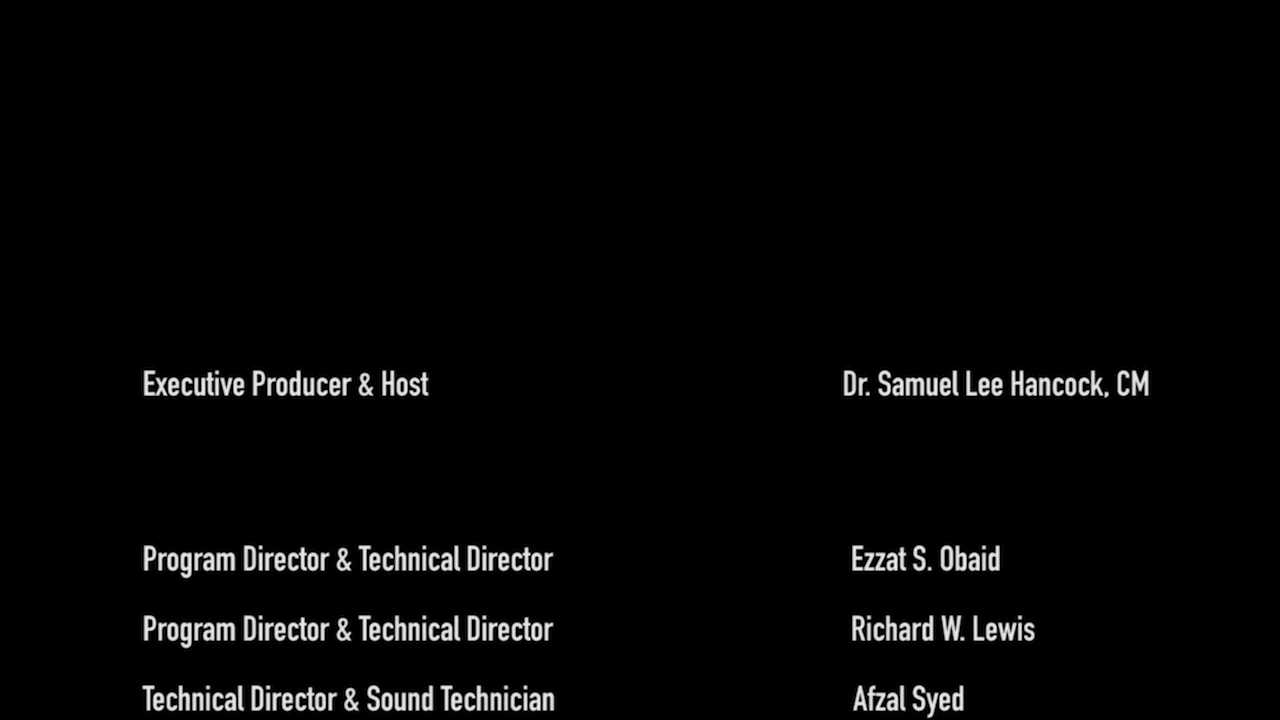 Executive Producer & Host Dr. Samuel Lee Hancock, CM
Program Director & Technical Director Ezzat S. Obaid
Program Director & Technical Director Richard W. Lewis
Technical Director & Sound Technician Afzal Syed